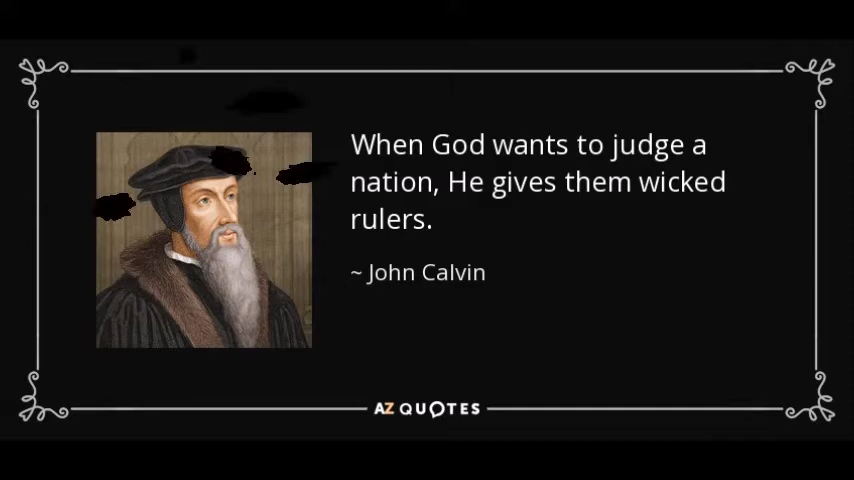 When God wants to judge a
nation, He gives them wicked
rulers.
~ John Calvin
AZ QUOTES